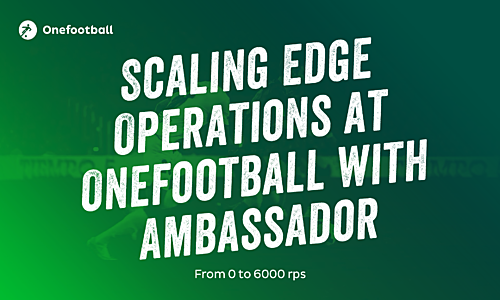 Onefootball
SCALING EDGE
OPERATIONS AT
ONEFOOTBALL WITH
AMBASSADOR
From 0 to 6000 rps